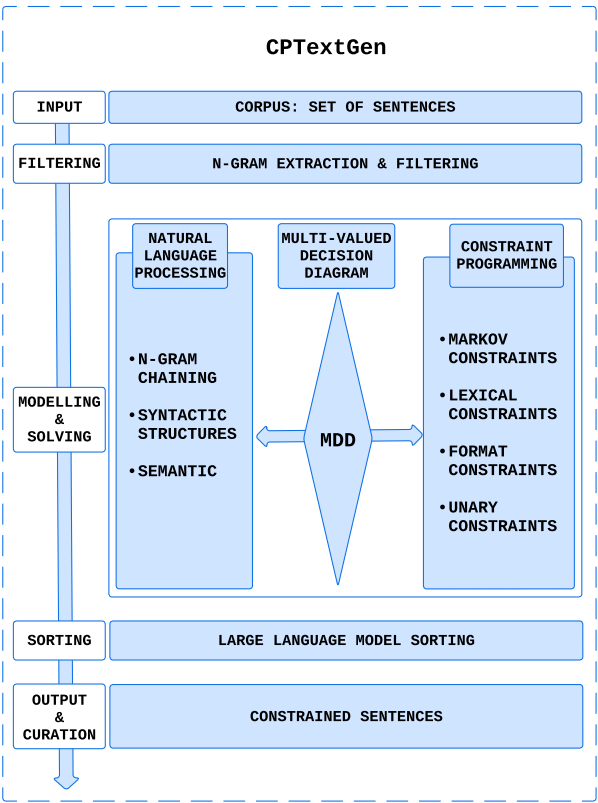 CPTextGen
INPUT
CORPUS: SET OF SENTENCES
FILTERING
N-GRAM EXTRACTION & FILTERING
MODELLING
&
SOLVING
NATURAL
LANGUAGE
PROCESSING
•N-GRAM
CHAINING
•SYNTACTIC
STRUCTURES
•SEMANTIC
MULTI-VALUED
DECISION
DIAGRAM
MDD
CONSTRAINT
PROGRAMMING
•MARKOV
CONSTRAINTS
•LEXICAL
CONSTRAINTS
•FORMAT
CONSTRAINTS
•UNARY
CONSTRAINTS
SORTING
LARGE LANGUAGE MODEL SORTING
OUTPUT
&
CURATION
CONSTRAINED SENTENCES